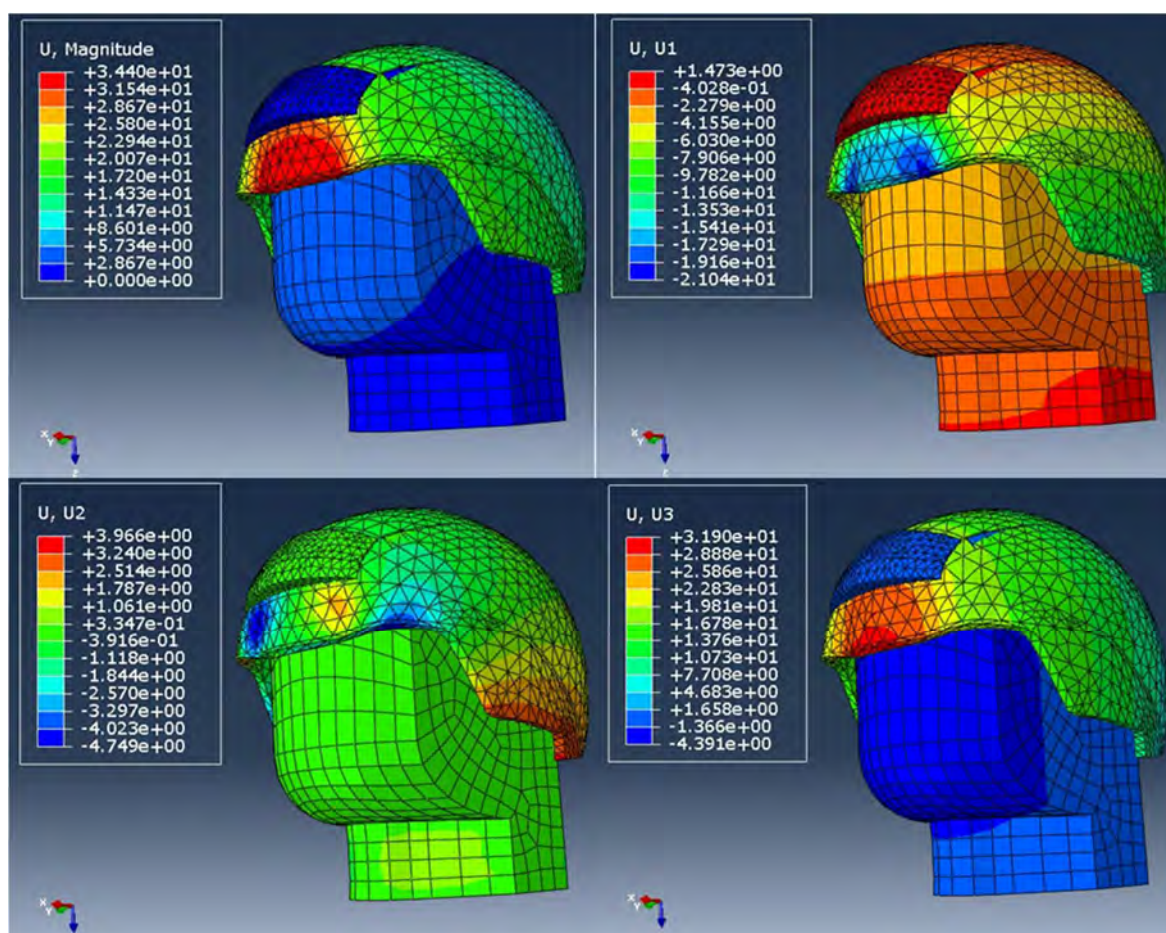 U, Magnitude
+3.440e+01
+3.154e+01
+2.867e+01
+2.580e+01
+2.294e+01
+2.007e+01
+1.720e+01
+1.433e+01
+1.147e+01
+8.601e+00
+5.734e+00
+2.867e+00
+0.000e+00
X
Y
Z
U, U1
+1.473e+00
-4.028e-01
-2.279e+00
-4.155e+00
-6.030e+00
-7.906e+00
-9.782e+00
-1.166e+01
-1.353e+01
-1.541e+01
-1.729e+01
-1.916e+01
-2.104e+01
X
Y
U, U2
+3.966e+00
+3.240e+00
+2.514e+00
+1.787e+00
+1.061e+00
+3.347e-01
-3.916e-01
-1.118e+00
-1.844e+00
-2.570e+00
-3.297e+00
-4.023e+00
-4.749e+00
X
Y
U, U3
+3.190e+01
+2.888e+01
+2.586e+01
+2.283e+01
+1.981e+01
+1.678e+01
+1.376e+01
+1.073e+01
+7.708e+00
+4.683e+00
+1.658e+00
-1.366e+00
-4.391e+00
X
Y